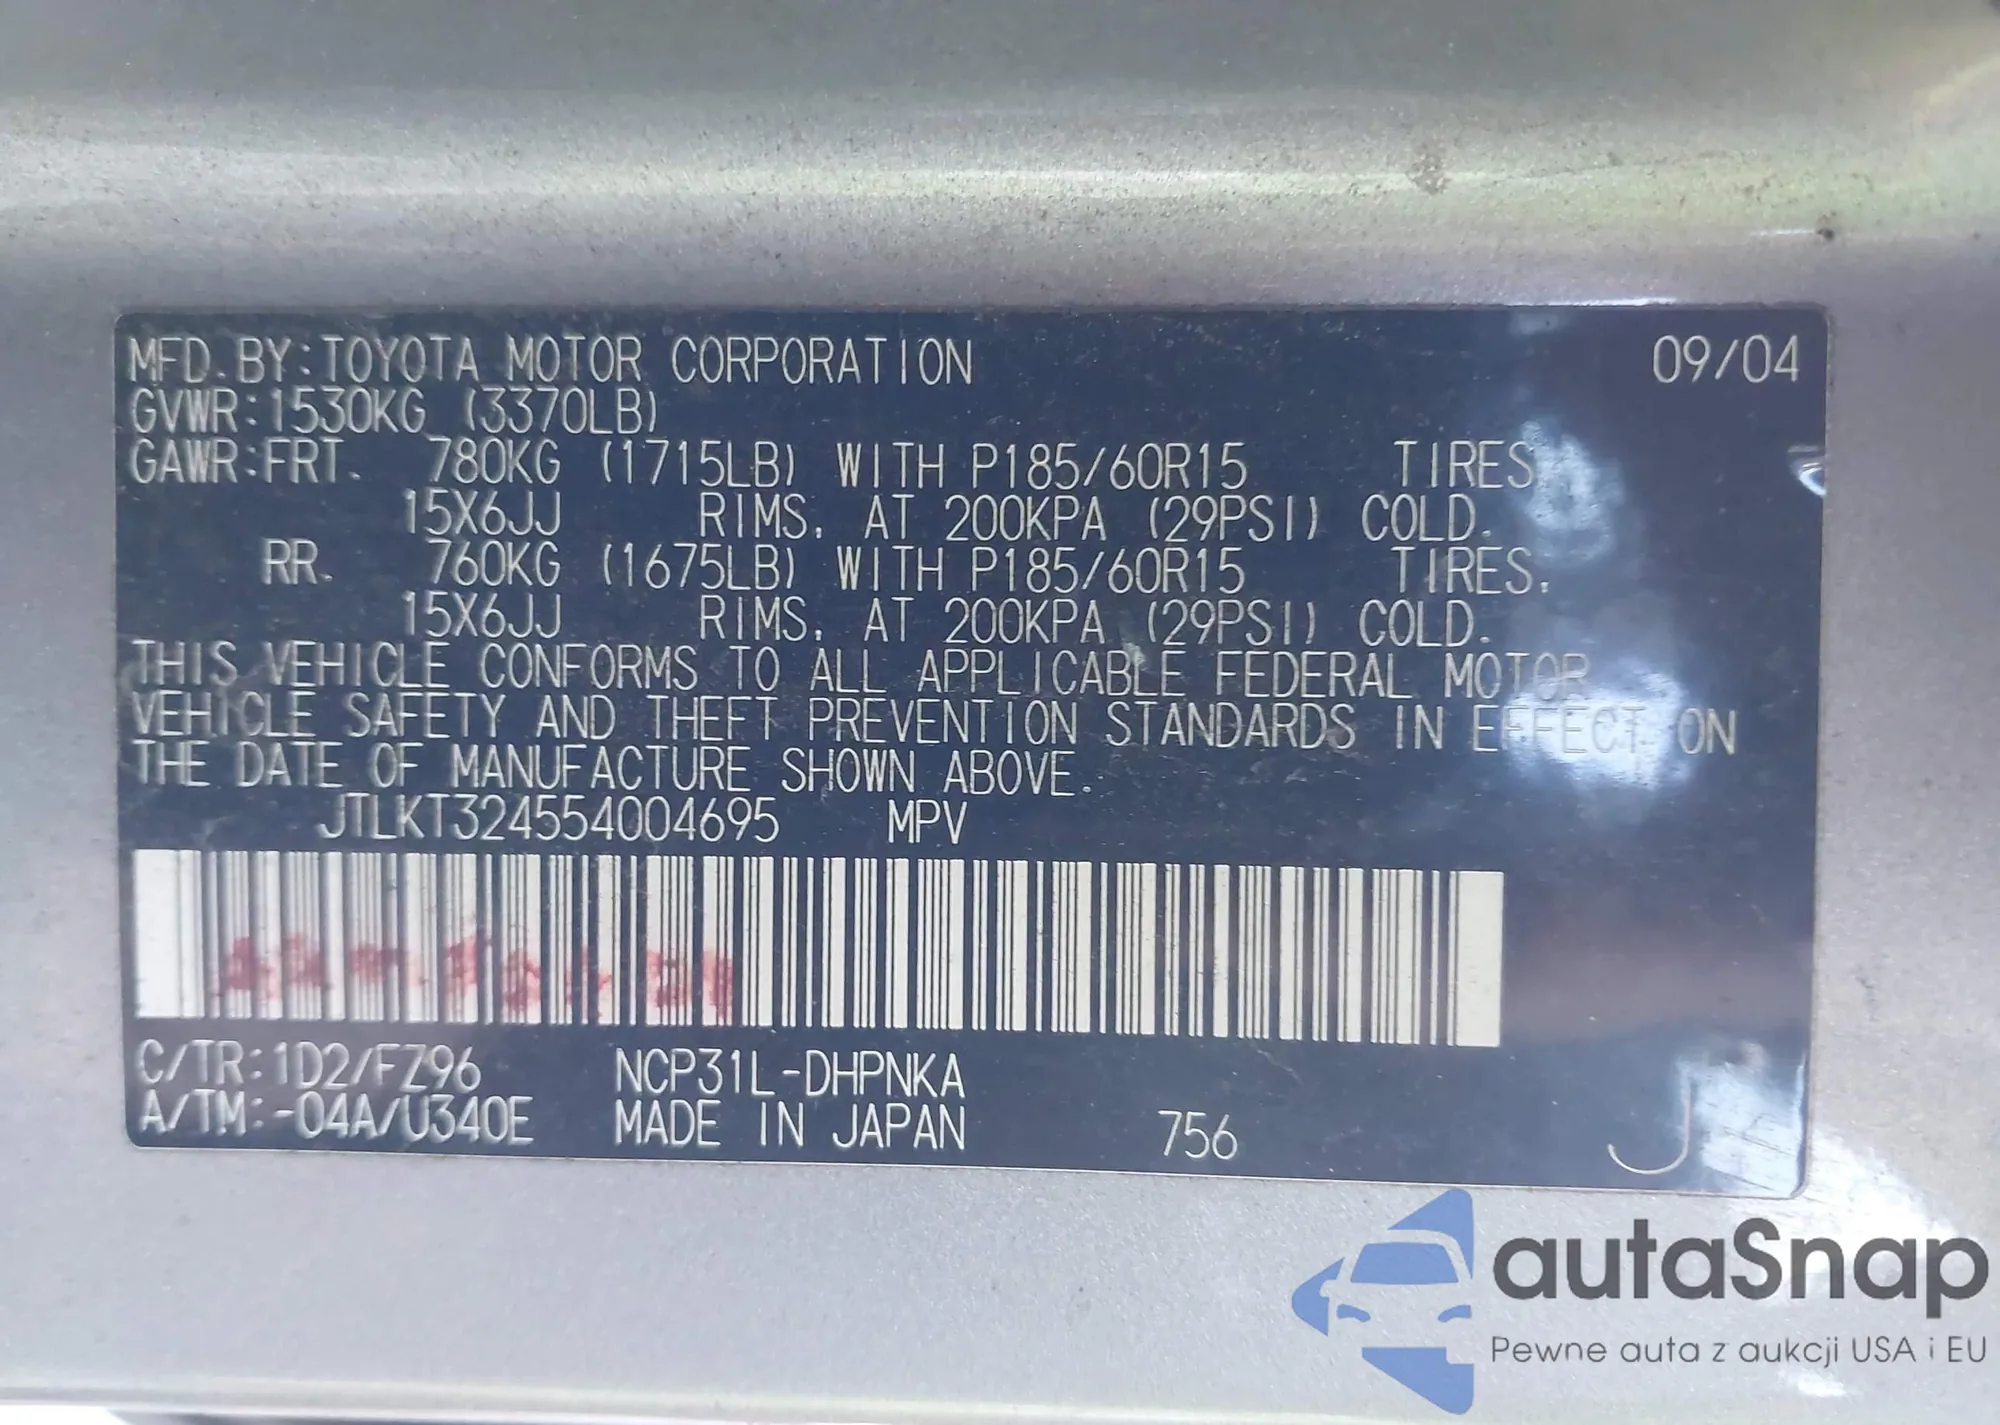 MFD.BY:TOYOTA MOTOR CORPORATION 09/04
GVWR:1530KG (3370LB)
GAWR:FRT. 780KG (1715LB) WITH P185/60R15 TIRES
15X6JJ RIMS, AT 200KPA (29PSI) COLD.
RR. 760KG (1675LB) WITH P185/60R15 TIRES,
15X6JJ RIMS, AT 200KPA (29PSI) COLD.
THIS VEHICLE CONFORMS TO ALL APPLICABLE FEDERAL MOTOR
VEHICLE SAFETY AND THEFT PREVENTION STANDARDS IN EFFECT ON
THE DATE OF MANUFACTURE SHOWN ABOVE.
JTLKT324554004695 MPV
C/TR:1D2/FZ96 NCP31L-DHPNKA
A/TM:-04A/U340E MADE IN JAPAN 756 J
autaSnap
Pewne auta z aukcji USA i EU